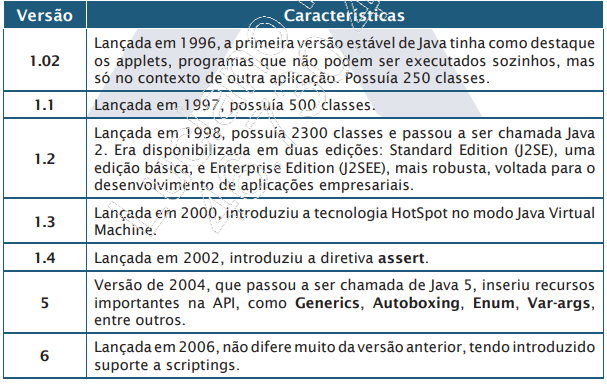 Versão Características
1.02 Lançada em 1996, a primeira versão estável de Java tinha como destaque
os applets, programas que não podem ser executados sozinhos, mas
só no contexto de outra aplicação. Possuía 250 classes.
1.1 Lançada em 1997, possuía 500 classes.
1.2 Lançada em 1998, possuía 2300 classes e passou a ser chamada Java
2. Era disponibilizada em duas edições: Standard Edition (J2SE), uma
edição básica, e Enterprise Edition (J2SEE), mais robusta, voltada para o
desenvolvimento de aplicações empresariais.
1.3 Lançada em 2000, introduziu a tecnologia HotSpot no modo Java Virtual
Machine.
1.4 Lançada em 2002, introduziu a diretiva assert.
5 Versão de 2004, que passou a ser chamada de Java 5, inseriu recursos
importantes na API, como Generics, Autoboxing, Enum, Var-args,
entre outros.
6 Lançada em 2006, não difere muito da versão anterior, tendo introduzido
suporte a scriptings.